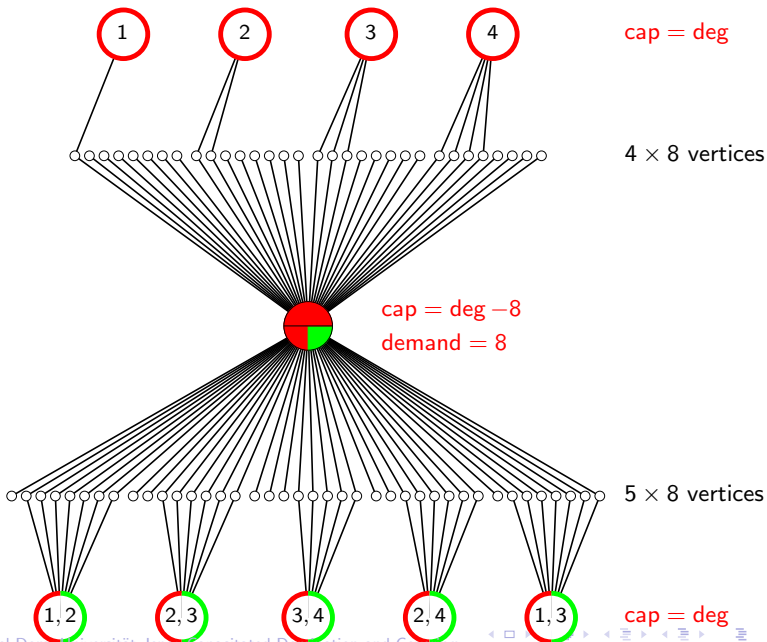 1 2 3 4 cap = deg
4 × 8 vertices
cap = deg −8
demand = 8
5 × 8 vertices
1, 2 2, 3 3, 4 2, 4 1, 3 cap = deg